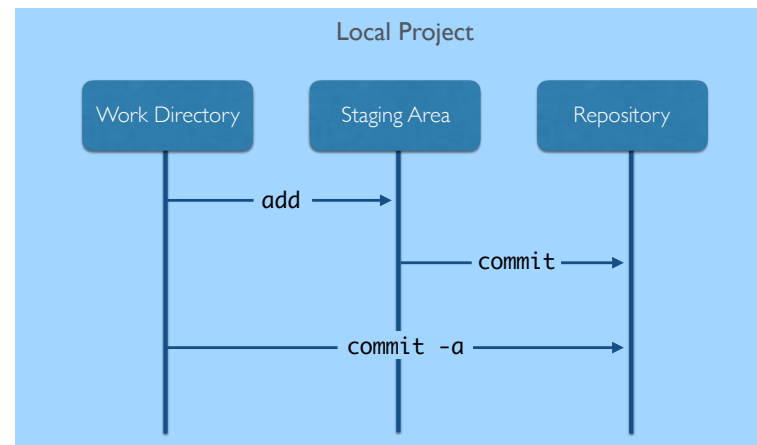 Local Project
Work Directory
Staging Area
Repository
add
commit
commit -a